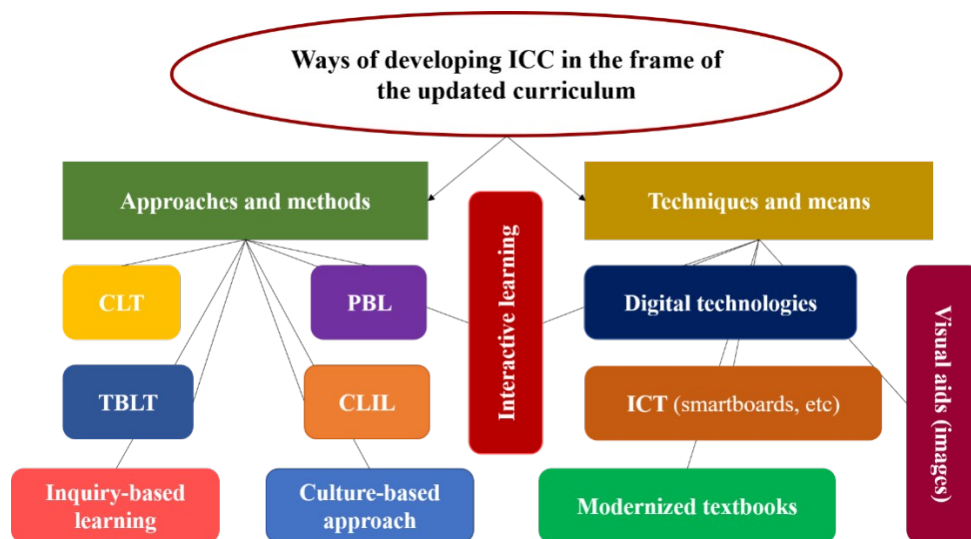 Ways of developing ICC in the frame of
the updated curriculum
Approaches and methods
Techniques and means
Interactive learning
CLT
PBL
Digital technologies
Visual aids (images)
TBLT
CLIL
ICT (smartboards, etc)
Inquiry-based
learning
Culture-based
approach
Modernized textbooks